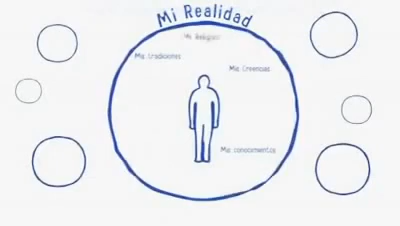 Mi Realidad
Mi Religión
Mis tradiciones
Mis Creencias
Mis conocimientos